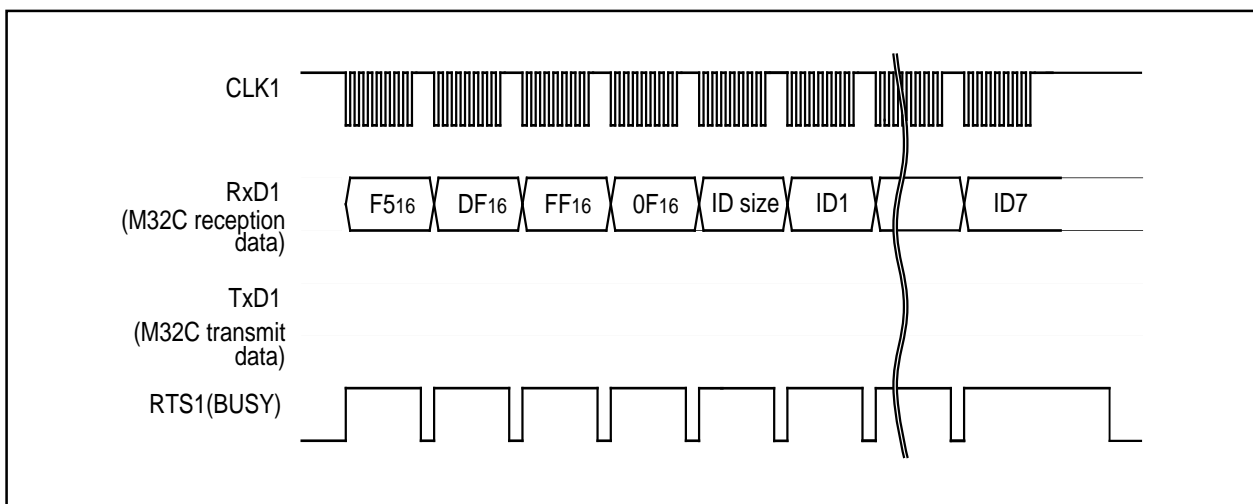 CLK1
RxD1
(M32C reception
data)
F516 DF16 FF16 0F16 ID size ID1 ID7
TxD1
(M32C transmit
data)
RTS1(BUSY)